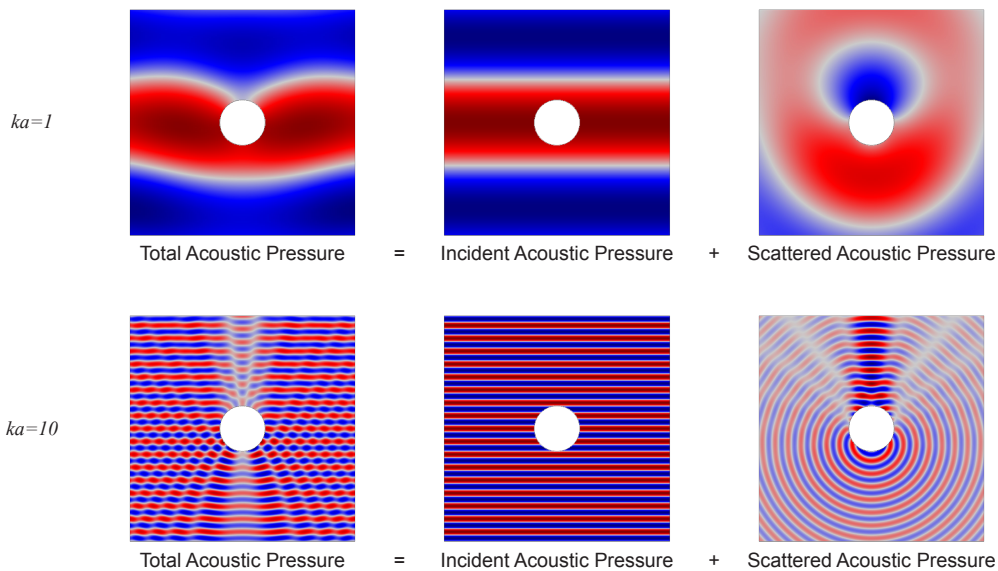 ka=1
Total Acoustic Pressure = Incident Acoustic Pressure + Scattered Acoustic Pressure
ka=10
Total Acoustic Pressure = Incident Acoustic Pressure + Scattered Acoustic Pressure